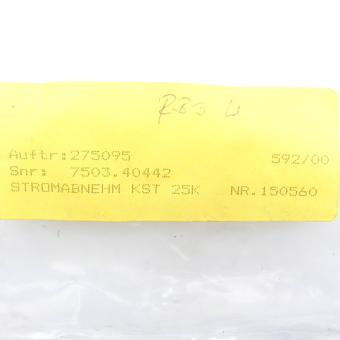 Auftr:275095 592/00
Snr: 7503.40442
STROMABNEHM KST 25K NR.150560